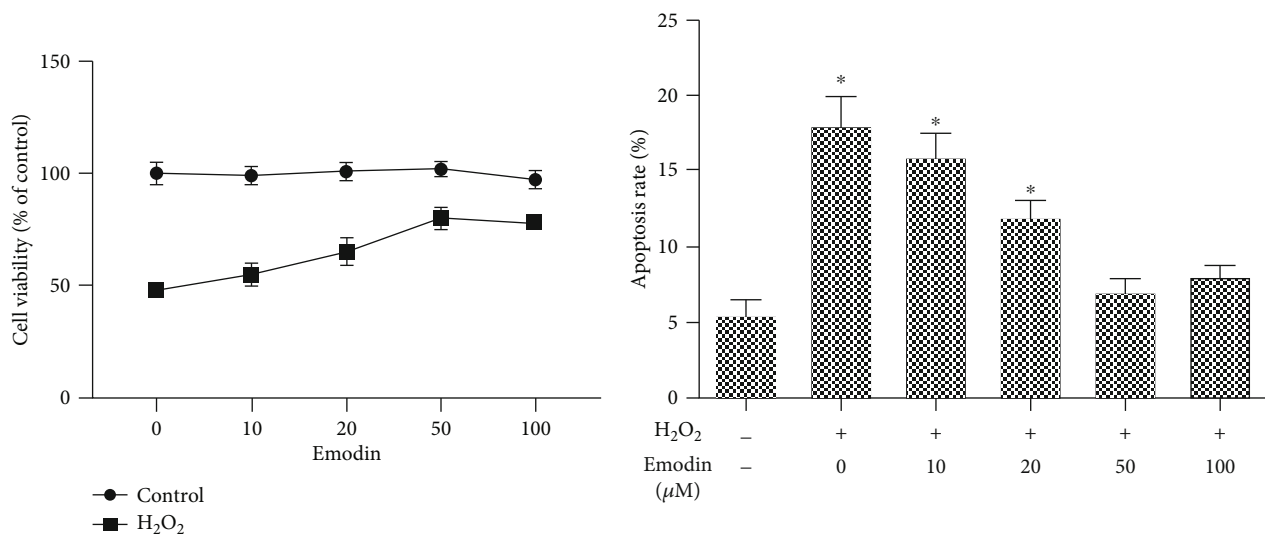 Cell viability (% of control)
150
100
50
0
0 10 20 50 100
Emodin
Control
H₂O₂
Apoptosis rate (%)
25
20
15
10
5
0
*
*
*
H₂O₂ – + + + + +
Emodin – 0 10 20 50 100
(μM)